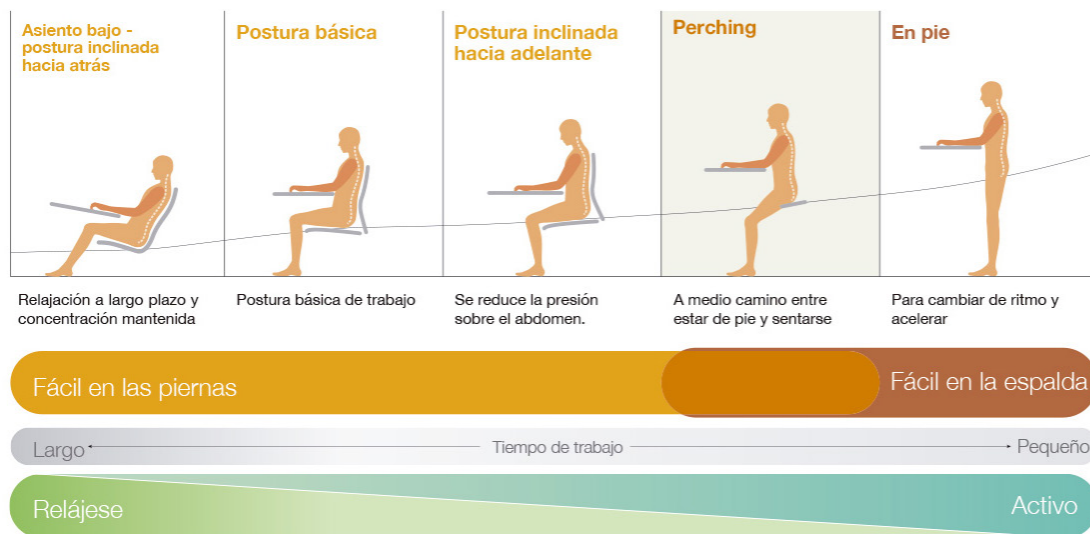 Asiento bajo -
postura inclinada
hacia atrás
Postura básica
Postura inclinada
hacia adelante
Perching
En pie
Relajación a largo plazo y
concentración mantenida
Postura básica de trabajo
Se reduce la presión
sobre el abdomen.
A medio camino entre
estar de pie y sentarse
Para cambiar de ritmo y
acelerar
Fácil en las piernas
Fácil en la espalda
Largo
Tiempo de trabajo
Pequeño
Relájese
Activo